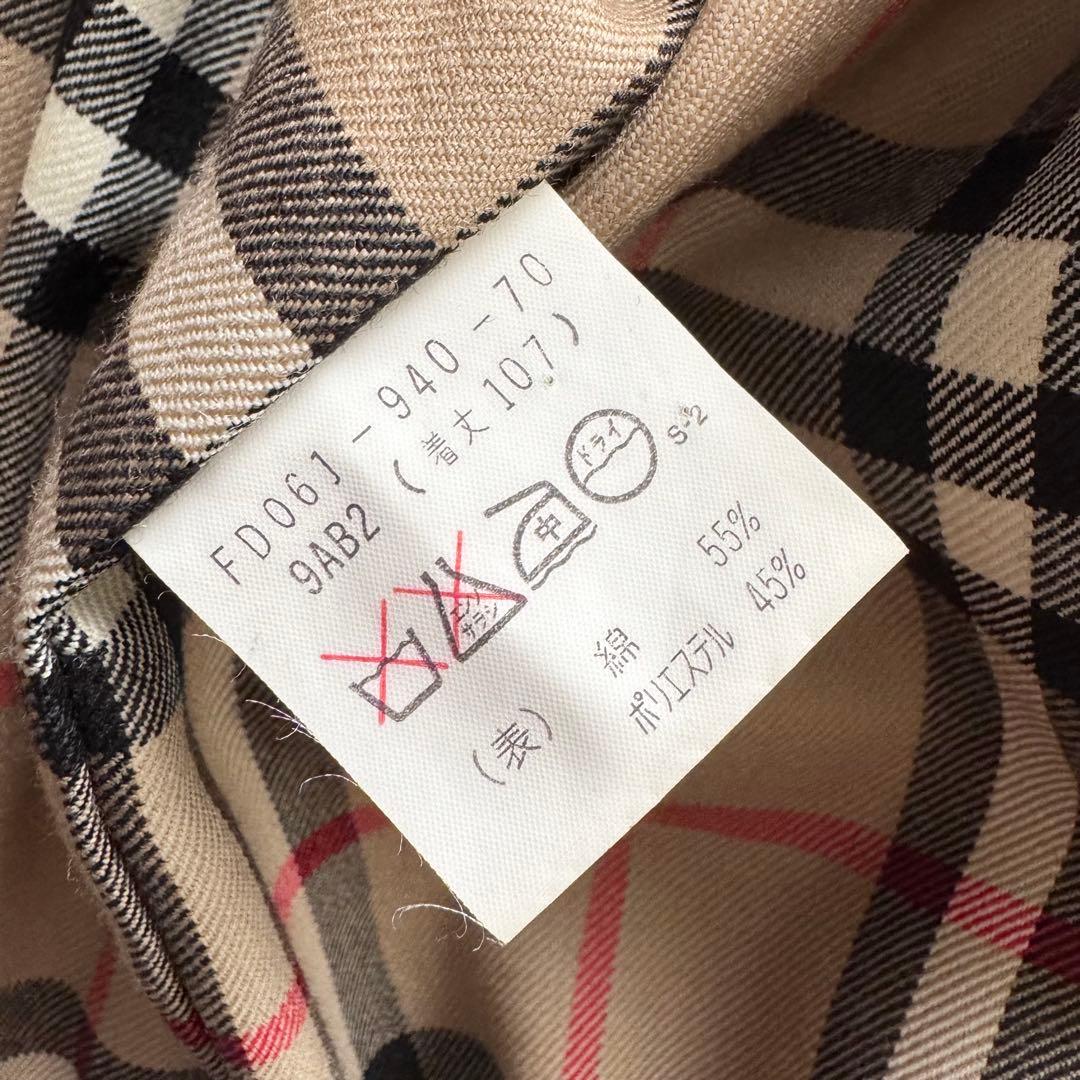 FD06J-940-70
9AB2 (着丈107)
エンソサラシ
中
ドライ
S-2
(表) 綿 55%
ポリエステル 45%